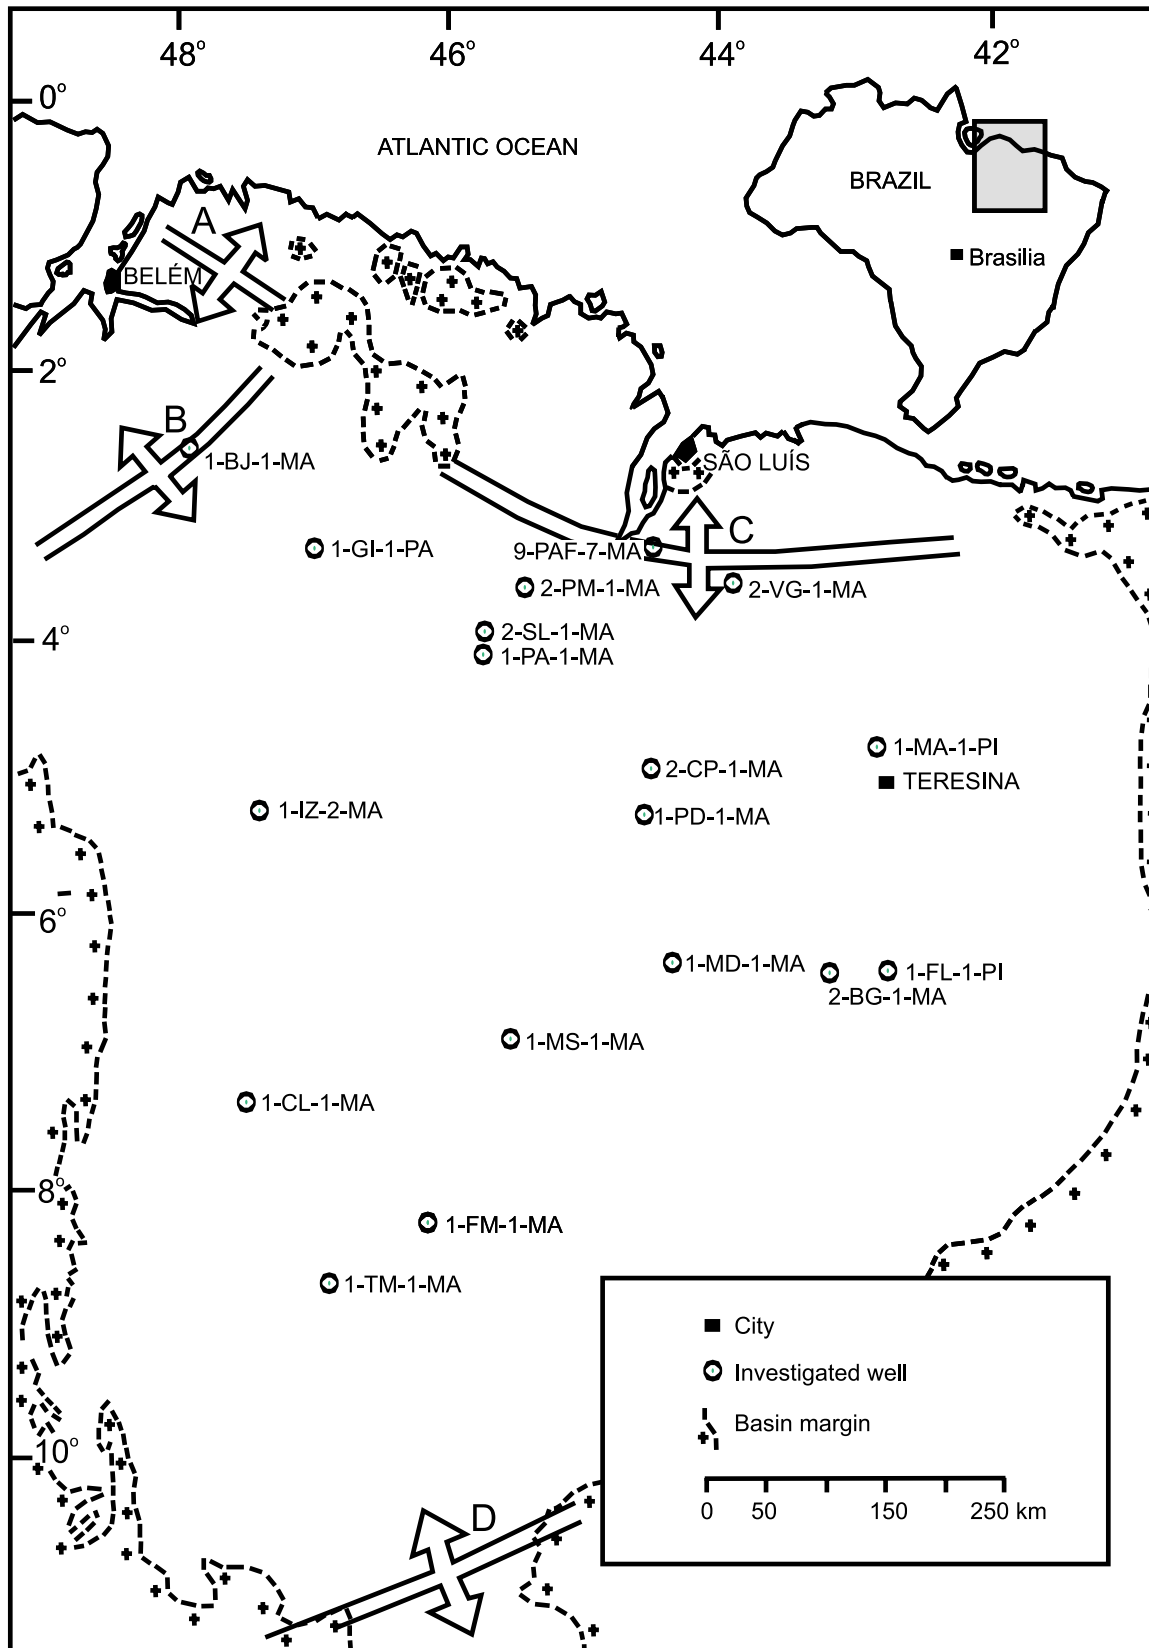 48° 46° 44° 42°
0°
ATLANTIC OCEAN
BRAZIL
A
Brasilia
BELÉM
2°
B
1-BJ-1-MA
SÃO LUÍS
C
1-GI-1-PA
9-PAF-7-MA
2-PM-1-MA
2-VG-1-MA
2-SL-1-MA
4°
1-PA-1-MA
1-MA-1-PI
2-CP-1-MA
TERESINA
1-IZ-2-MA
1-PD-1-MA
6°
1-MD-1-MA
1-FL-1-PI
2-BG-1-MA
1-MS-1-MA
1-CL-1-MA
8°
1-FM-1-MA
1-TM-1-MA
City
Investigated well
Basin margin
10°
0 50 150 250 km
D